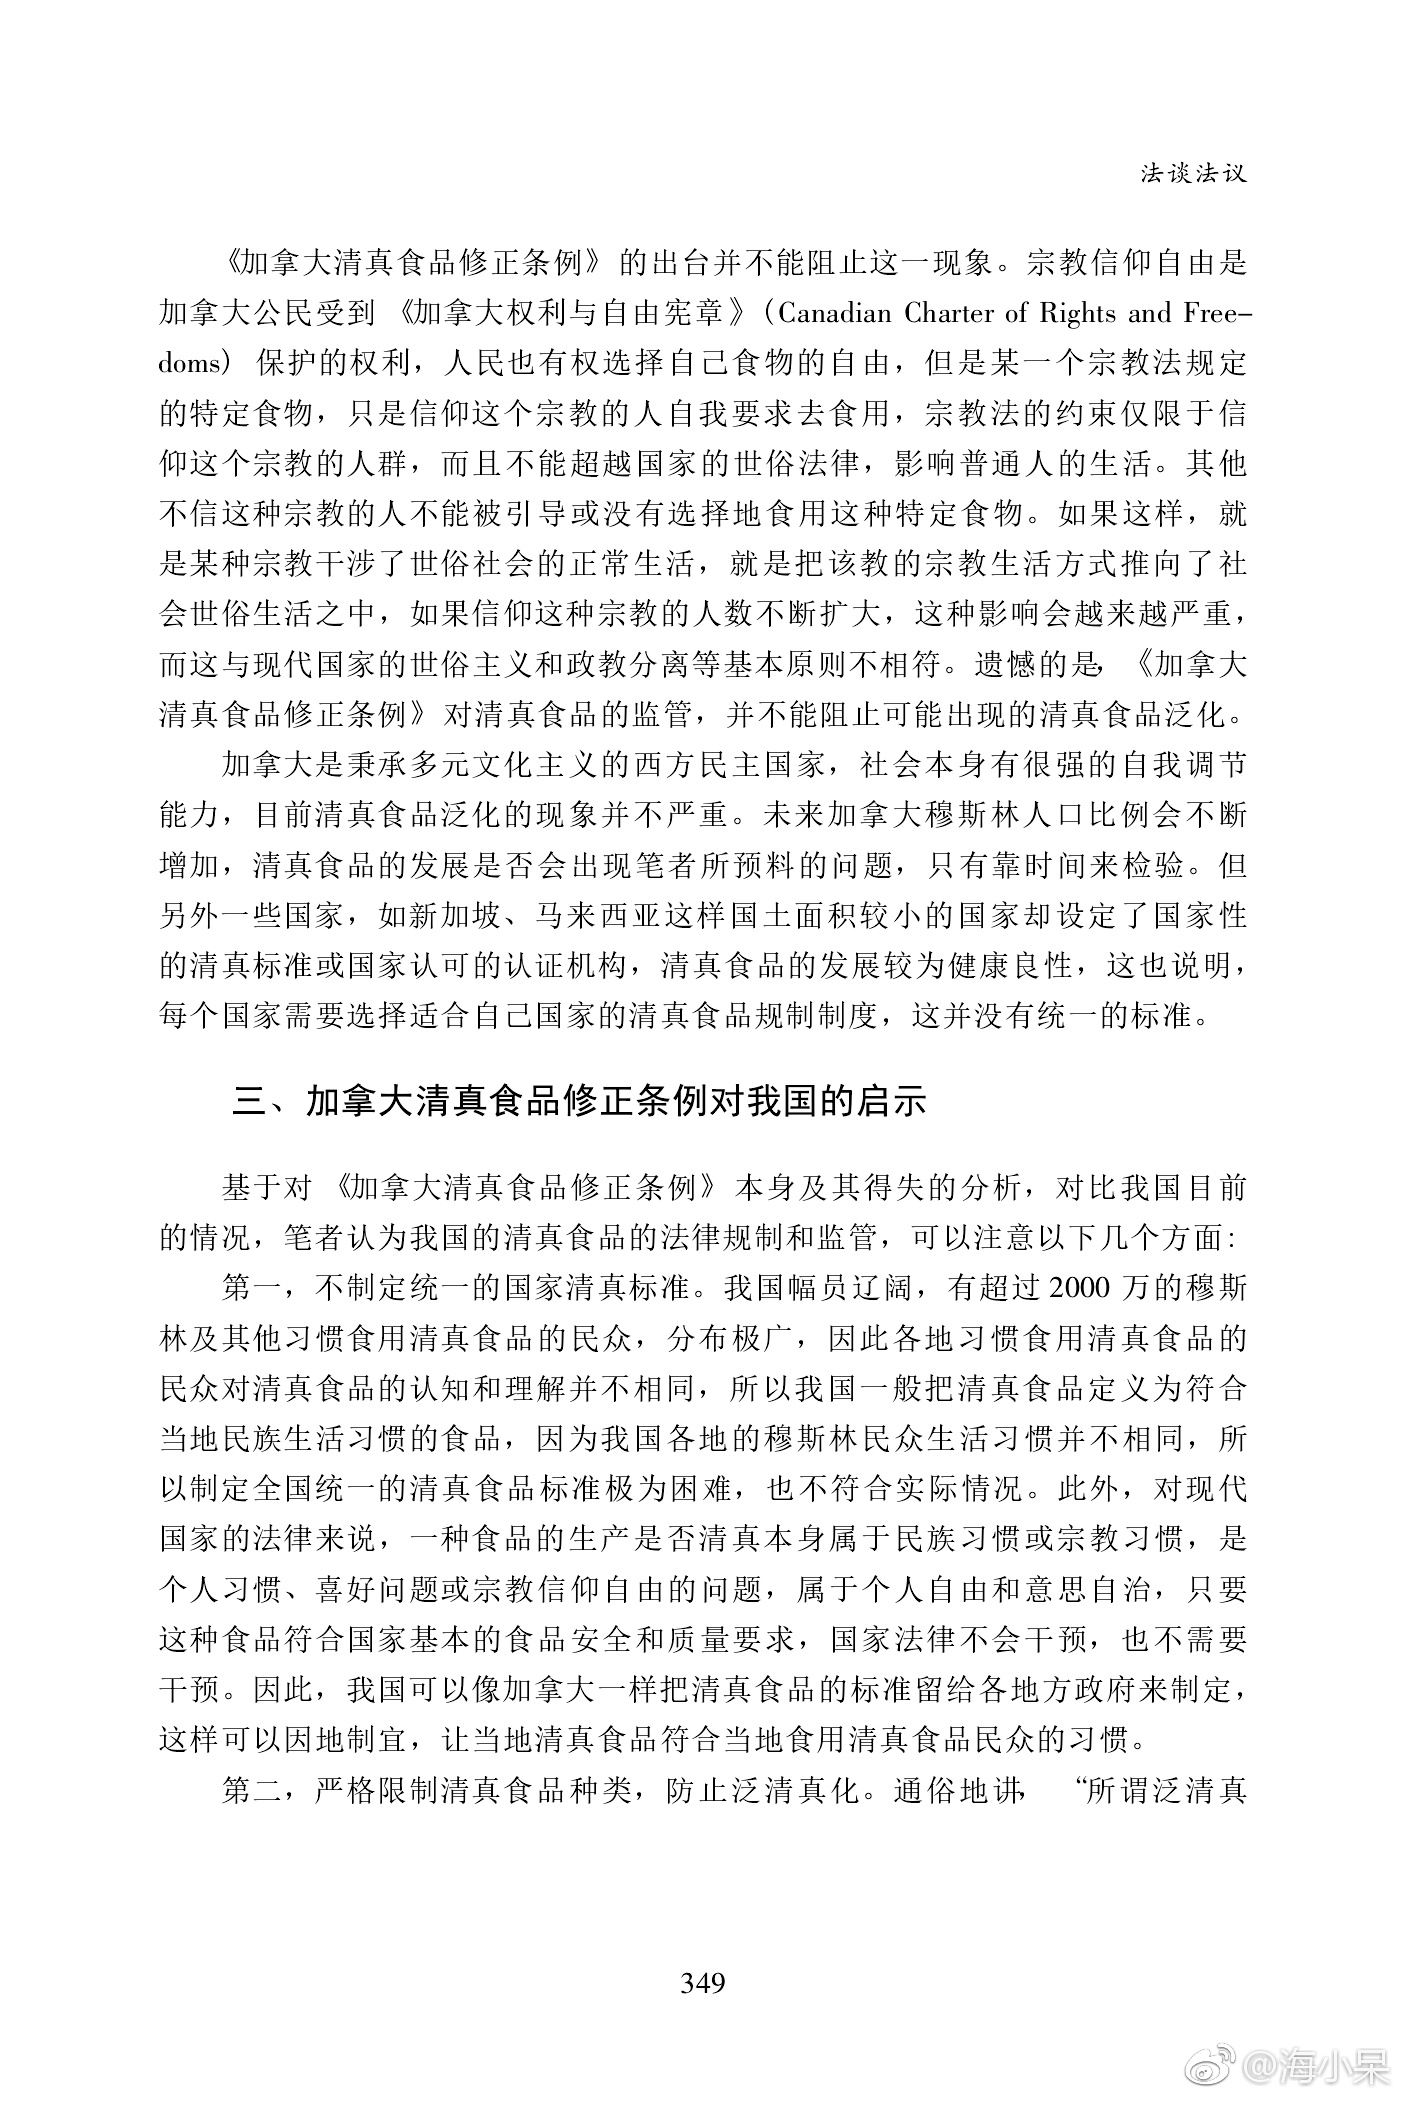 法谈法议
《加拿大清真食品修正条例》的出台并不能阻止这一现象。宗教信仰自由是
加拿大公民受到《加拿大权利与自由宪章》(Canadian Charter of Rights and Free-
doms) 保护的权利，人民也有权选择自己食物的自由，但是某一个宗教法规定
的特定食物，只是信仰这个宗教的人自我要求去食用，宗教法的约束仅限于信
仰这个宗教的人群，而且不能超越国家的世俗法律，影响普通人的生活。其他
不信这种宗教的人不能被引导或没有选择地食用这种特定食物。如果这样，就
是某种宗教干涉了世俗社会的正常生活，就是把该教的宗教生活方式推向了社
会世俗生活之中，如果信仰这种宗教的人数不断扩大，这种影响会越来越严重，
而这与现代国家的世俗主义和政教分离等基本原则不相符。遗憾的是，《加拿大
清真食品修正条例》对清真食品的监管，并不能阻止可能出现的清真食品泛化。
加拿大是秉承多元文化主义的西方民主国家，社会本身有很强的自我调节
能力，目前清真食品泛化的现象并不严重。未来加拿大穆斯林人口比例会不断
增加，清真食品的发展是否会出现笔者所预料的问题，只有靠时间来检验。但
另外一些国家，如新加坡、马来西亚这样国土面积较小的国家却设定了国家性
的清真标准或国家认可的认证机构，清真食品的发展较为健康良性，这也说明，
每个国家需要选择适合自己国家的清真食品规制制度，这并没有统一的标准。
三、加拿大清真食品修正条例对我国的启示
基于对《加拿大清真食品修正条例》本身及其得失的分析，对比我国目前
的情况，笔者认为我国的清真食品的法律规制和监管，可以注意以下几个方面：
第一，不制定统一的国家清真标准。我国幅员辽阔，有超过 2000 万的穆斯
林及其他习惯食用清真食品的民众，分布极广，因此各地习惯食用清真食品的
民众对清真食品的认知和理解并不相同，所以我国一般把清真食品定义为符合
当地民族生活习惯的食品，因为我国各地的穆斯林民众生活习惯并不相同，所
以制定全国统一的清真食品标准极为困难，也不符合实际情况。此外，对现代
国家的法律来说，一种食品的生产是否清真本身属于民族习惯或宗教习惯，是
个人习惯、喜好问题或宗教信仰自由的问题，属于个人自由和意思自治，只要
这种食品符合国家基本的食品安全和质量要求，国家法律不会干预，也不需要
干预。因此，我国可以像加拿大一样把清真食品的标准留给各地方政府来制定，
这样可以因地制宜，让当地清真食品符合当地食用清真食品民众的习惯。
第二，严格限制清真食品种类，防止泛清真化。通俗地讲，“所谓泛清真
349
@海小呆